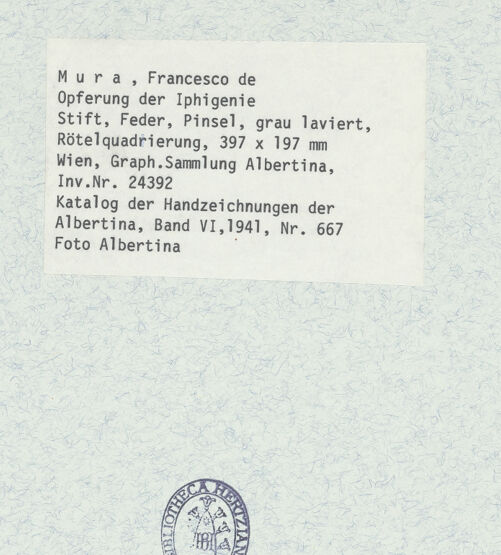 M u r a , Francesco de
Opferung der Iphigenie
Stift, Feder, Pinsel, grau laviert,
Rötelquadrierung, 397 x 197 mm
Wien, Graph.Sammlung Albertina,
Inv.Nr. 24392
Katalog der Handzeichnungen der
Albertina, Band VI,1941, Nr. 667
Foto Albertina
BIBLIOTHECA HERTZIAN